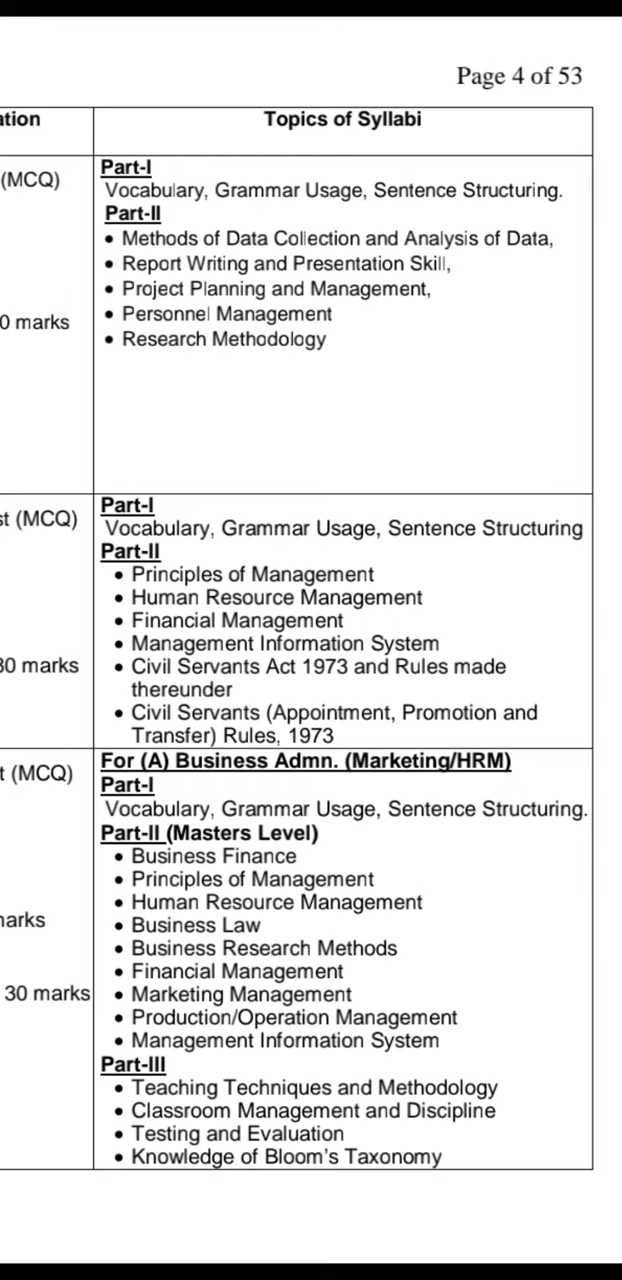 Page 4 of 53
ation
Topics of Syllabi
(MCQ)
0 marks
Part-I
Vocabulary, Grammar Usage, Sentence Structuring.
Part-II
• Methods of Data Collection and Analysis of Data,
• Report Writing and Presentation Skill,
• Project Planning and Management,
• Personnel Management
• Research Methodology
st (MCQ)
30 marks
Part-I
Vocabulary, Grammar Usage, Sentence Structuring
Part-II
• Principles of Management
• Human Resource Management
• Financial Management
• Management Information System
• Civil Servants Act 1973 and Rules made
thereunder
• Civil Servants (Appointment, Promotion and
Transfer) Rules, 1973
t (MCQ)
marks
30 marks
For (A) Business Admn. (Marketing/HRM)
Part-I
Vocabulary, Grammar Usage, Sentence Structuring.
Part-II (Masters Level)
• Business Finance
• Principles of Management
• Human Resource Management
• Business Law
• Business Research Methods
• Financial Management
• Marketing Management
• Production/Operation Management
• Management Information System
Part-III
• Teaching Techniques and Methodology
• Classroom Management and Discipline
• Testing and Evaluation
• Knowledge of Bloom’s Taxonomy